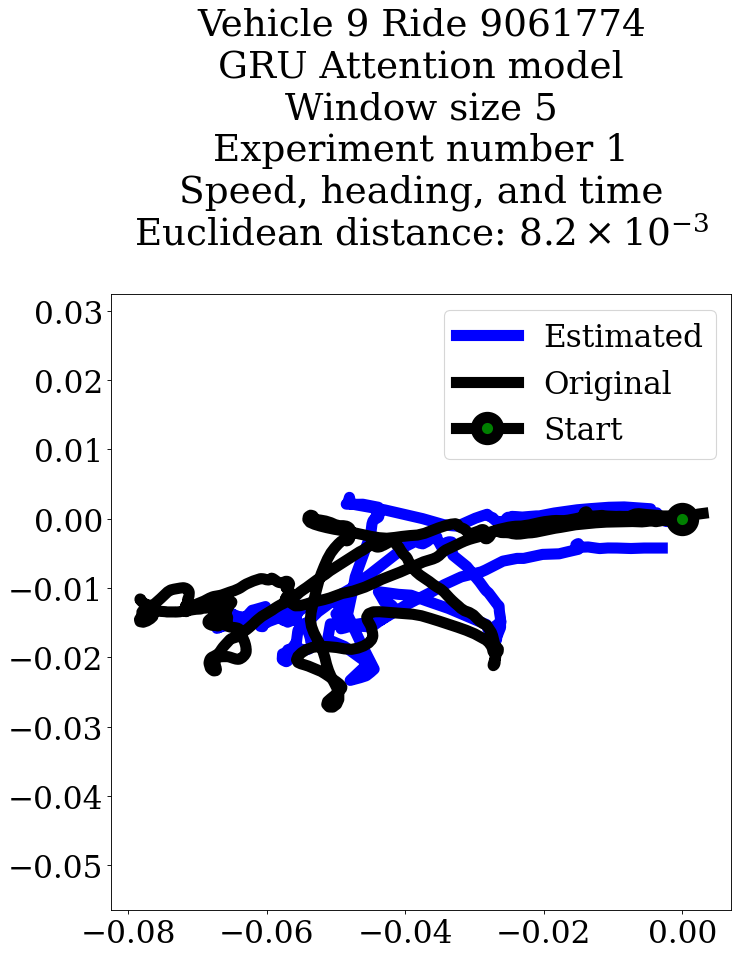 Vehicle 9 Ride 9061774
GRU Attention model
Window size 5
Experiment number 1
Speed, heading, and time
Euclidean distance: 8.2 × 10⁻³
Estimated
Original
Start
0.03
0.02
0.01
0.00
−0.01
−0.02
−0.03
−0.04
−0.05
−0.08 −0.06 −0.04 −0.02 0.00